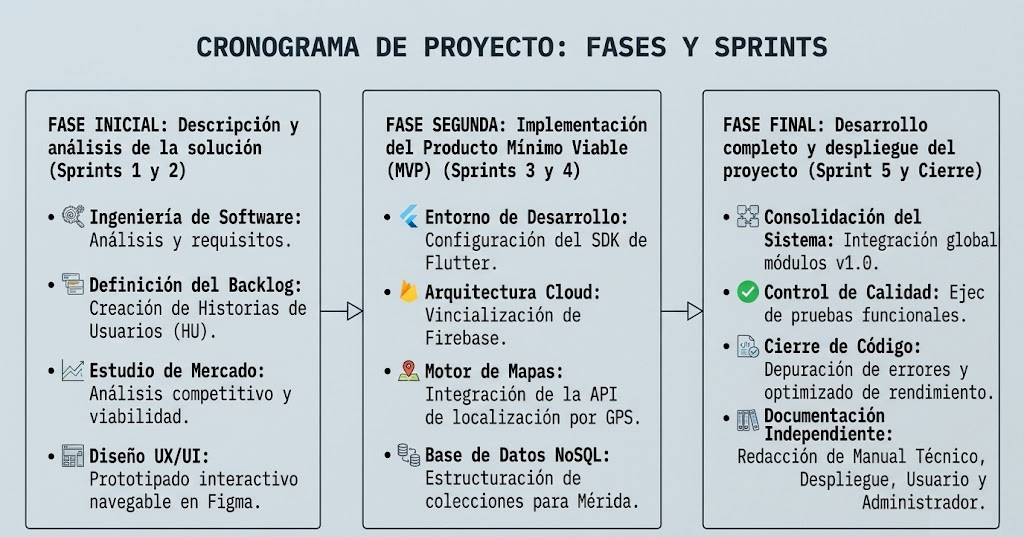 CRONOGRAMA DE PROYECTO: FASES Y SPRINTS
FASE INICIAL: Descripción y
análisis de la solución
(Sprints 1 y 2)
• Ingeniería de Software:
Análisis y requisitos.
• Definición del Backlog:
Creación de Historias de
Usuarios (HU).
• Estudio de Mercado:
Análisis competitivo y
viabilidad.
• Diseño UX/UI:
Prototipado interactivo
navegable en Figma.
FASE SEGUNDA: Implementación
del Producto Mínimo Viable
(MVP) (Sprints 3 y 4)
• Entorno de Desarrollo:
Configuración del SDK de
Flutter.
• Arquitectura Cloud:
Vincialización de
Firebase.
• Motor de Mapas:
Integración de la API
de localización por GPS.
• Base de Datos NoSQL:
Estructuración de
colecciones para Mérida.
FASE FINAL: Desarrollo
completo y despliegue del
proyecto (Sprint 5 y Cierre)
• Consolidación del
Sistema: Integración global
módulos v1.0.
• Control de Calidad: Ejec
de pruebas funcionales.
• Cierre de Código:
Depuración de errores y
optimizado de rendimiento.
• Documentación
Independiente:
Redacción de Manual Técnico,
Despliegue, Usuario y
Administrador.